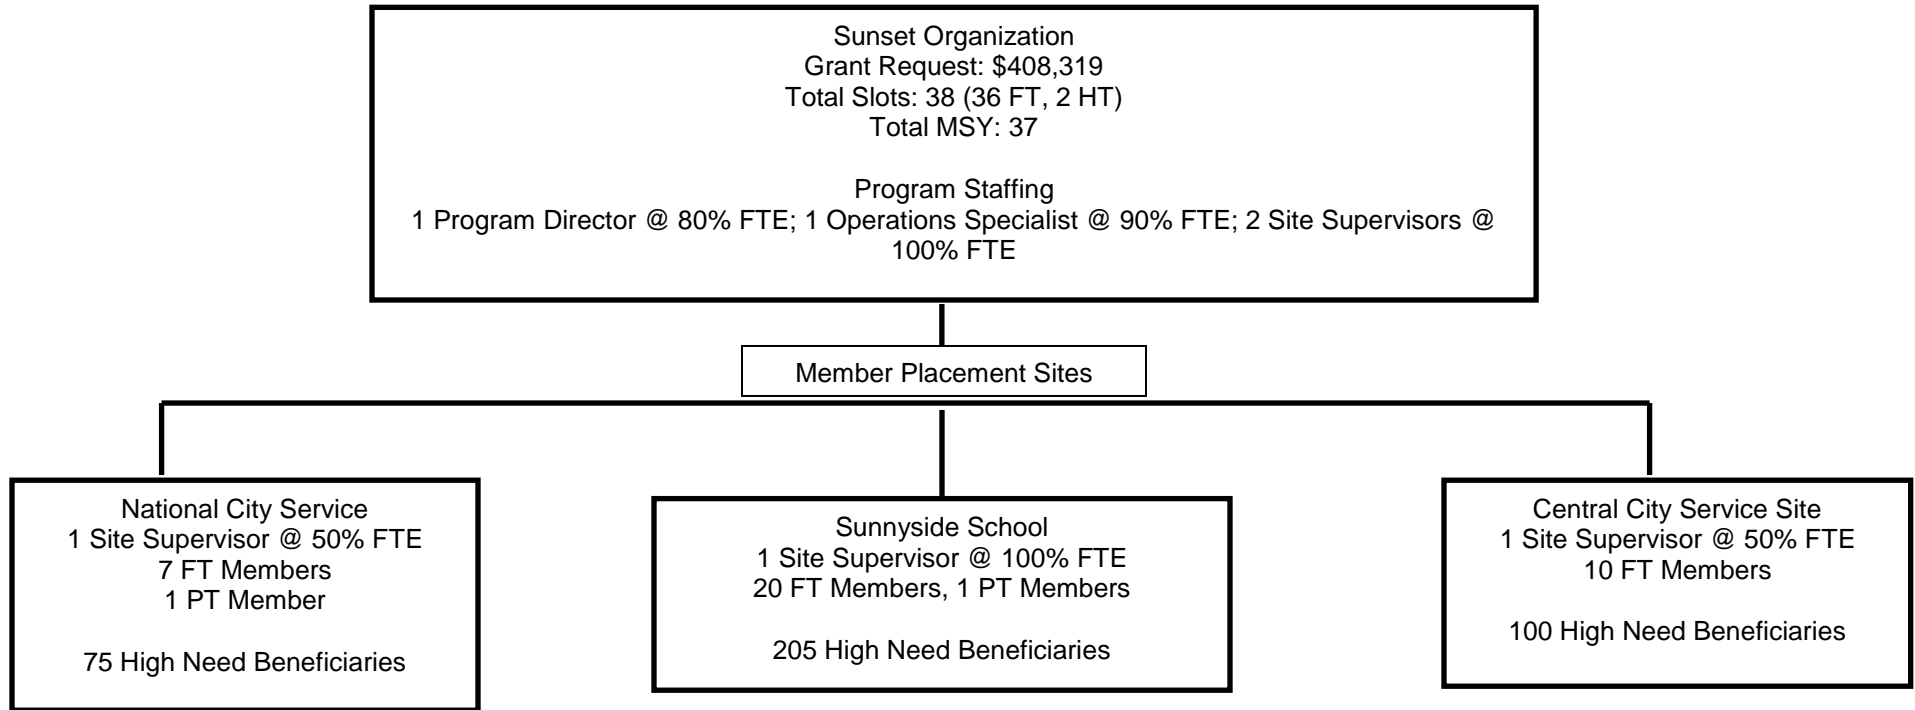 Sunset Organization
Grant Request: $408,319
Total Slots: 38 (36 FT, 2 HT)
Total MSY: 37
Program Staffing
1 Program Director @ 80% FTE; 1 Operations Specialist @ 90% FTE; 2 Site Supervisors @
100% FTE
Member Placement Sites
National City Service
1 Site Supervisor @ 50% FTE
7 FT Members
1 PT Member
75 High Need Beneficiaries
Sunnyside School
1 Site Supervisor @ 100% FTE
20 FT Members, 1 PT Members
205 High Need Beneficiaries
Central City Service Site
1 Site Supervisor @ 50% FTE
10 FT Members
100 High Need Beneficiaries